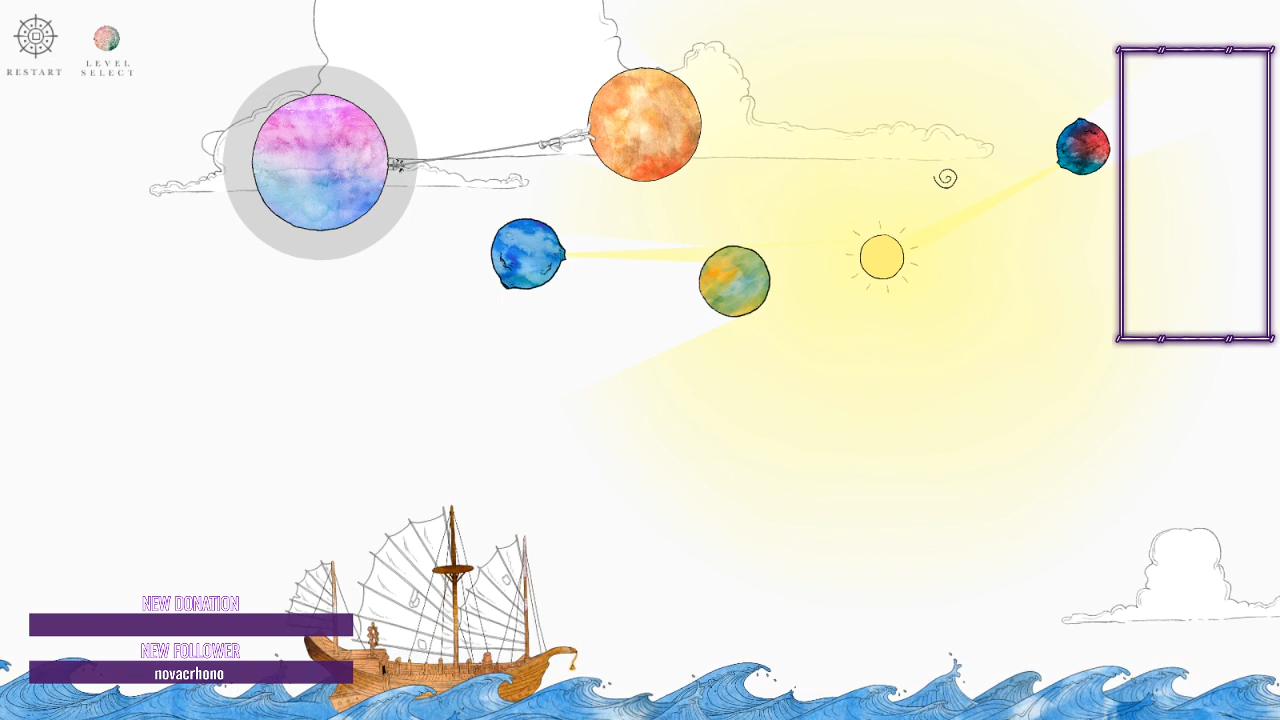 RESTART
LEVEL
SELECT
NEW DONATION
NEW FOLLOWER
novacrhono